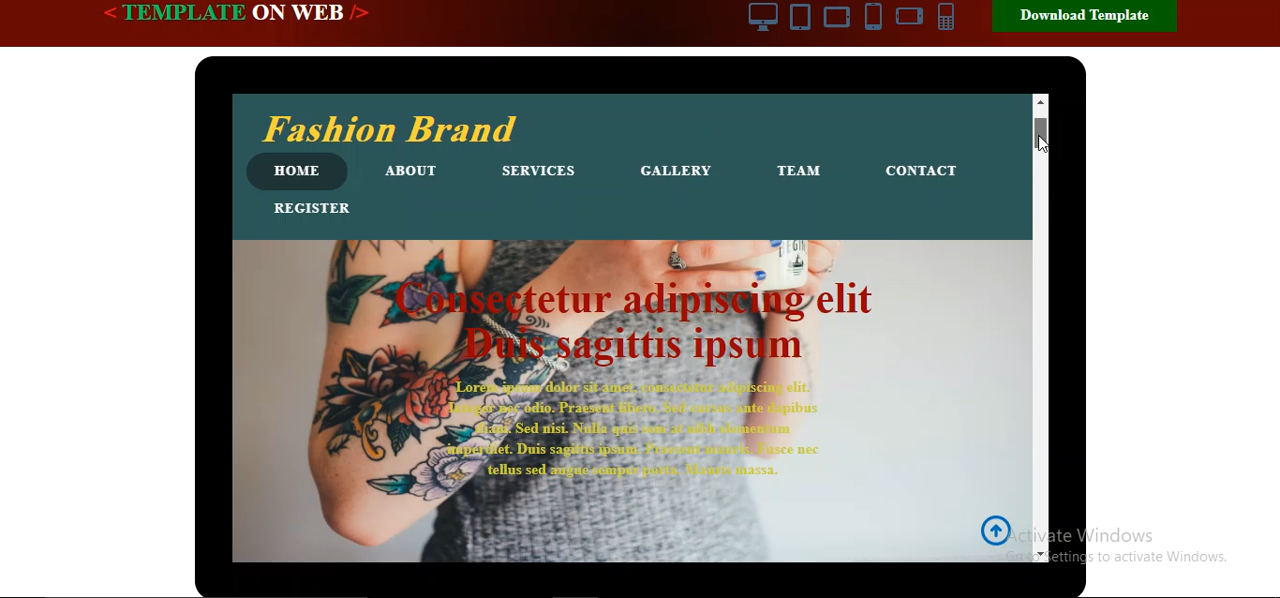 < TEMPLATE ON WEB />
Download Template
Fashion Brand
HOME ABOUT SERVICES GALLERY TEAM CONTACT
REGISTER
Consectetur adipiscing elit
Duis sagittis ipsum
Lorem ipsum dolor sit amet, consectetur adipiscing elit.
Integer nec odio. Praesent libero. Sed cursus ante dapibus
diam. Sed nisi. Nulla quis sem at nibh elementum
imperdiet. Duis sagittis ipsum. Praesent mauris. Fusce nec
tellus sed augue semper porta. Mauris massa.
Activate Windows
Go to Settings to activate Windows.